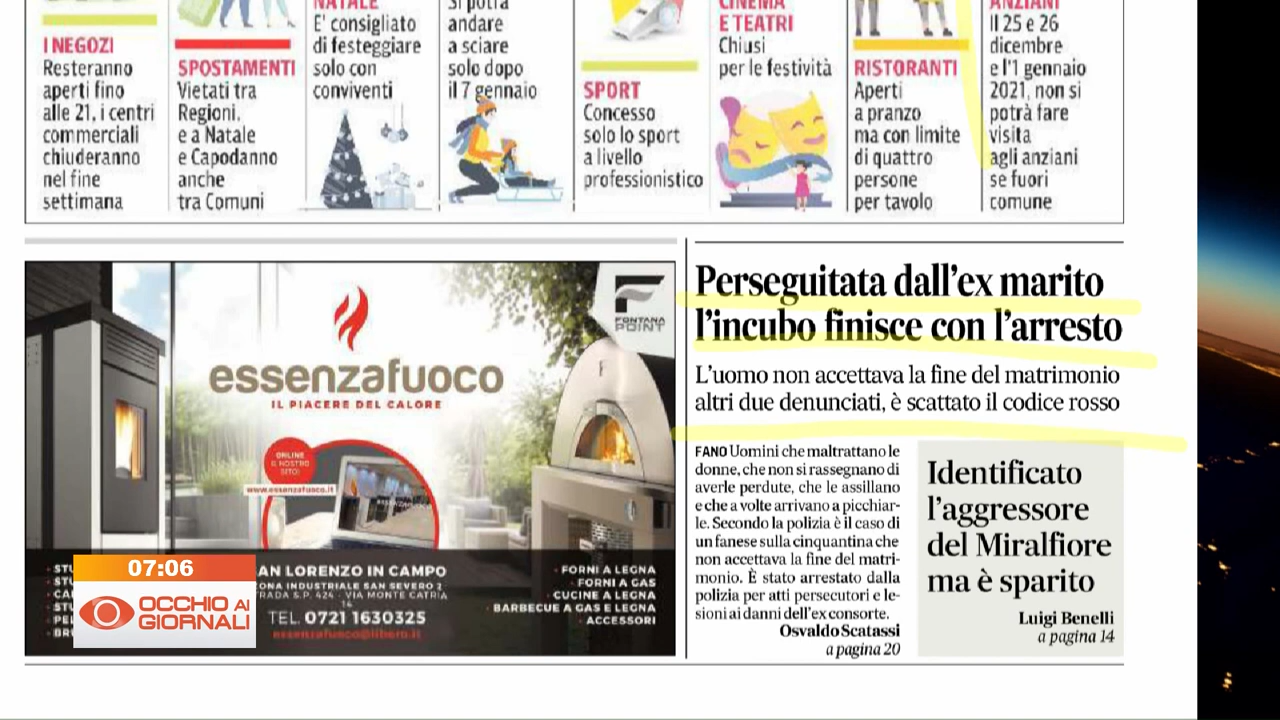 I NEGOZI
Resteranno
aperti fino
alle 21, i centri
commerciali
chiuderanno
nel fine
settimana
SPOSTAMENTI
Vietati tra
Regioni,
e a Natale
e Capodanno
anche
tra Comuni
NATALE
E' consigliato
di festeggiare
solo con
conviventi
Si potrà
andare
a sciare
solo dopo
il 7 gennaio
SPORT
Concesso
solo lo sport
a livello
professionistico
CINEMA
E TEATRI
Chiusi
per le festività
RISTORANTI
Aperti
a pranzo
ma con limite
di quattro
persone
per tavolo
ANZIANI
Il 25 e 26
dicembre
e l'1 gennaio
2021, non si
potrà fare
visita
agli anziani
se fuori
comune
FONTANA
POINT
essenzafuoco
IL PIACERE DEL CALORE
ONLINE
IL NOSTRO
SITO!
www.essenzafuoco.it
AN LORENZO IN CAMPO
ZONA INDUSTRIALE SAN SEVERO 2
TRADA S.P. 424 - VIA MONTE CATRIA
14
TEL. 0721 1630325
essenzafuoco@libero.it
• FORNI A LEGNA
• FORNI A GAS
• CUCINE A LEGNA
• BARBECUE A GAS E LEGNA
• ACCESSORI
Perseguitata dall'ex marito
l'incubo finisce con l'arresto
L'uomo non accettava la fine del matrimonio
altri due denunciati, è scattato il codice rosso
FANO Uomini che maltrattano le
donne, che non si rassegnano di
averle perdute, che le assillano
e che a volte arrivano a picchiar-
le. Secondo la polizia è il caso di
un fanese sulla cinquantina che
non accettava la fine del matri-
monio. È stato arrestato dalla
polizia per atti persecutori e le-
sioni ai danni dell'ex consorte.
Osvaldo Scatassi
a pagina 20
Identificato
l'aggressore
del Miralfiore
ma è sparito
Luigi Benelli
a pagina 14
07:06
OCCHIO AI
GIORNALI